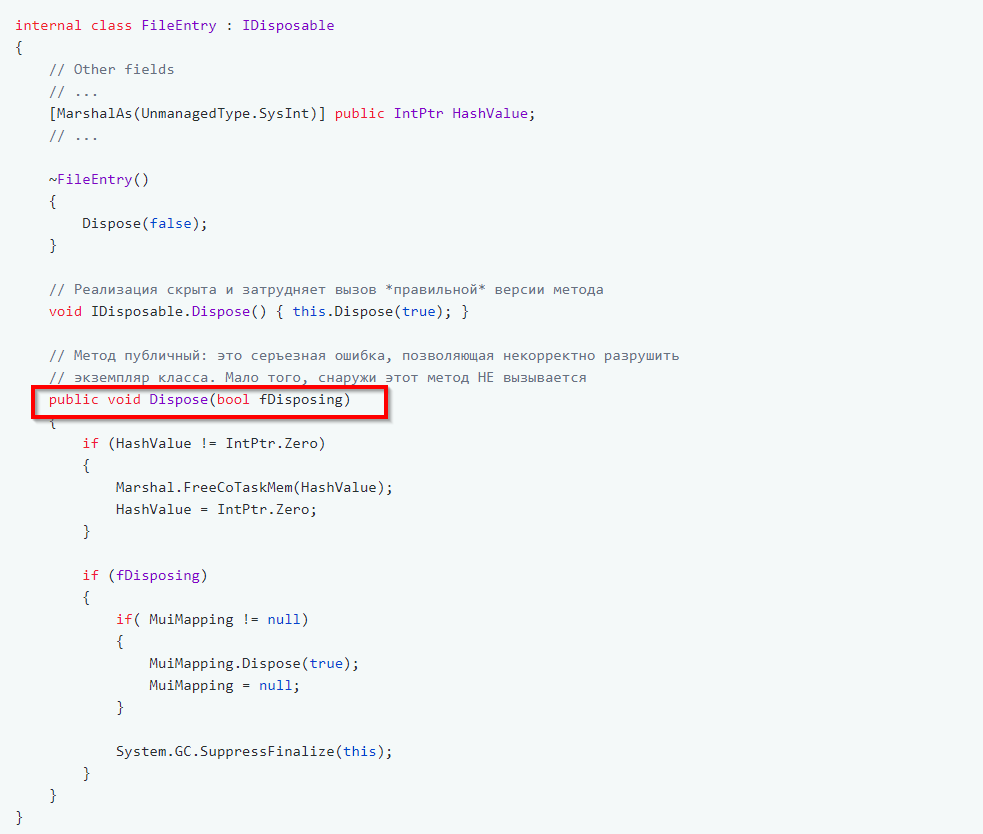 internal class FileEntry : IDisposable
{
    // Other fields
    // ...
    [MarshalAs(UnmanagedType.SysInt)] public IntPtr HashValue;
    // ...

    ~FileEntry()
    {
        Dispose(false);
    }

    // Реализация скрыта и затрудняет вызов *правильной* версии метода
    void IDisposable.Dispose() { this.Dispose(true); }

    // Метод публичный: это серъезная ошибка, позволяющая некорректно разрушить
    // экземпляр класса. Мало того, снаружи этот метод НЕ вызывается
    public void Dispose(bool fDisposing)
    {
        if (HashValue != IntPtr.Zero)
        {
            Marshal.FreeCoTaskMem(HashValue);
            HashValue = IntPtr.Zero;
        }

        if (fDisposing)
        {
            if( MuiMapping != null)
            {
                MuiMapping.Dispose(true);
                MuiMapping = null;
            }

            System.GC.SuppressFinalize(this);
        }
    }
}